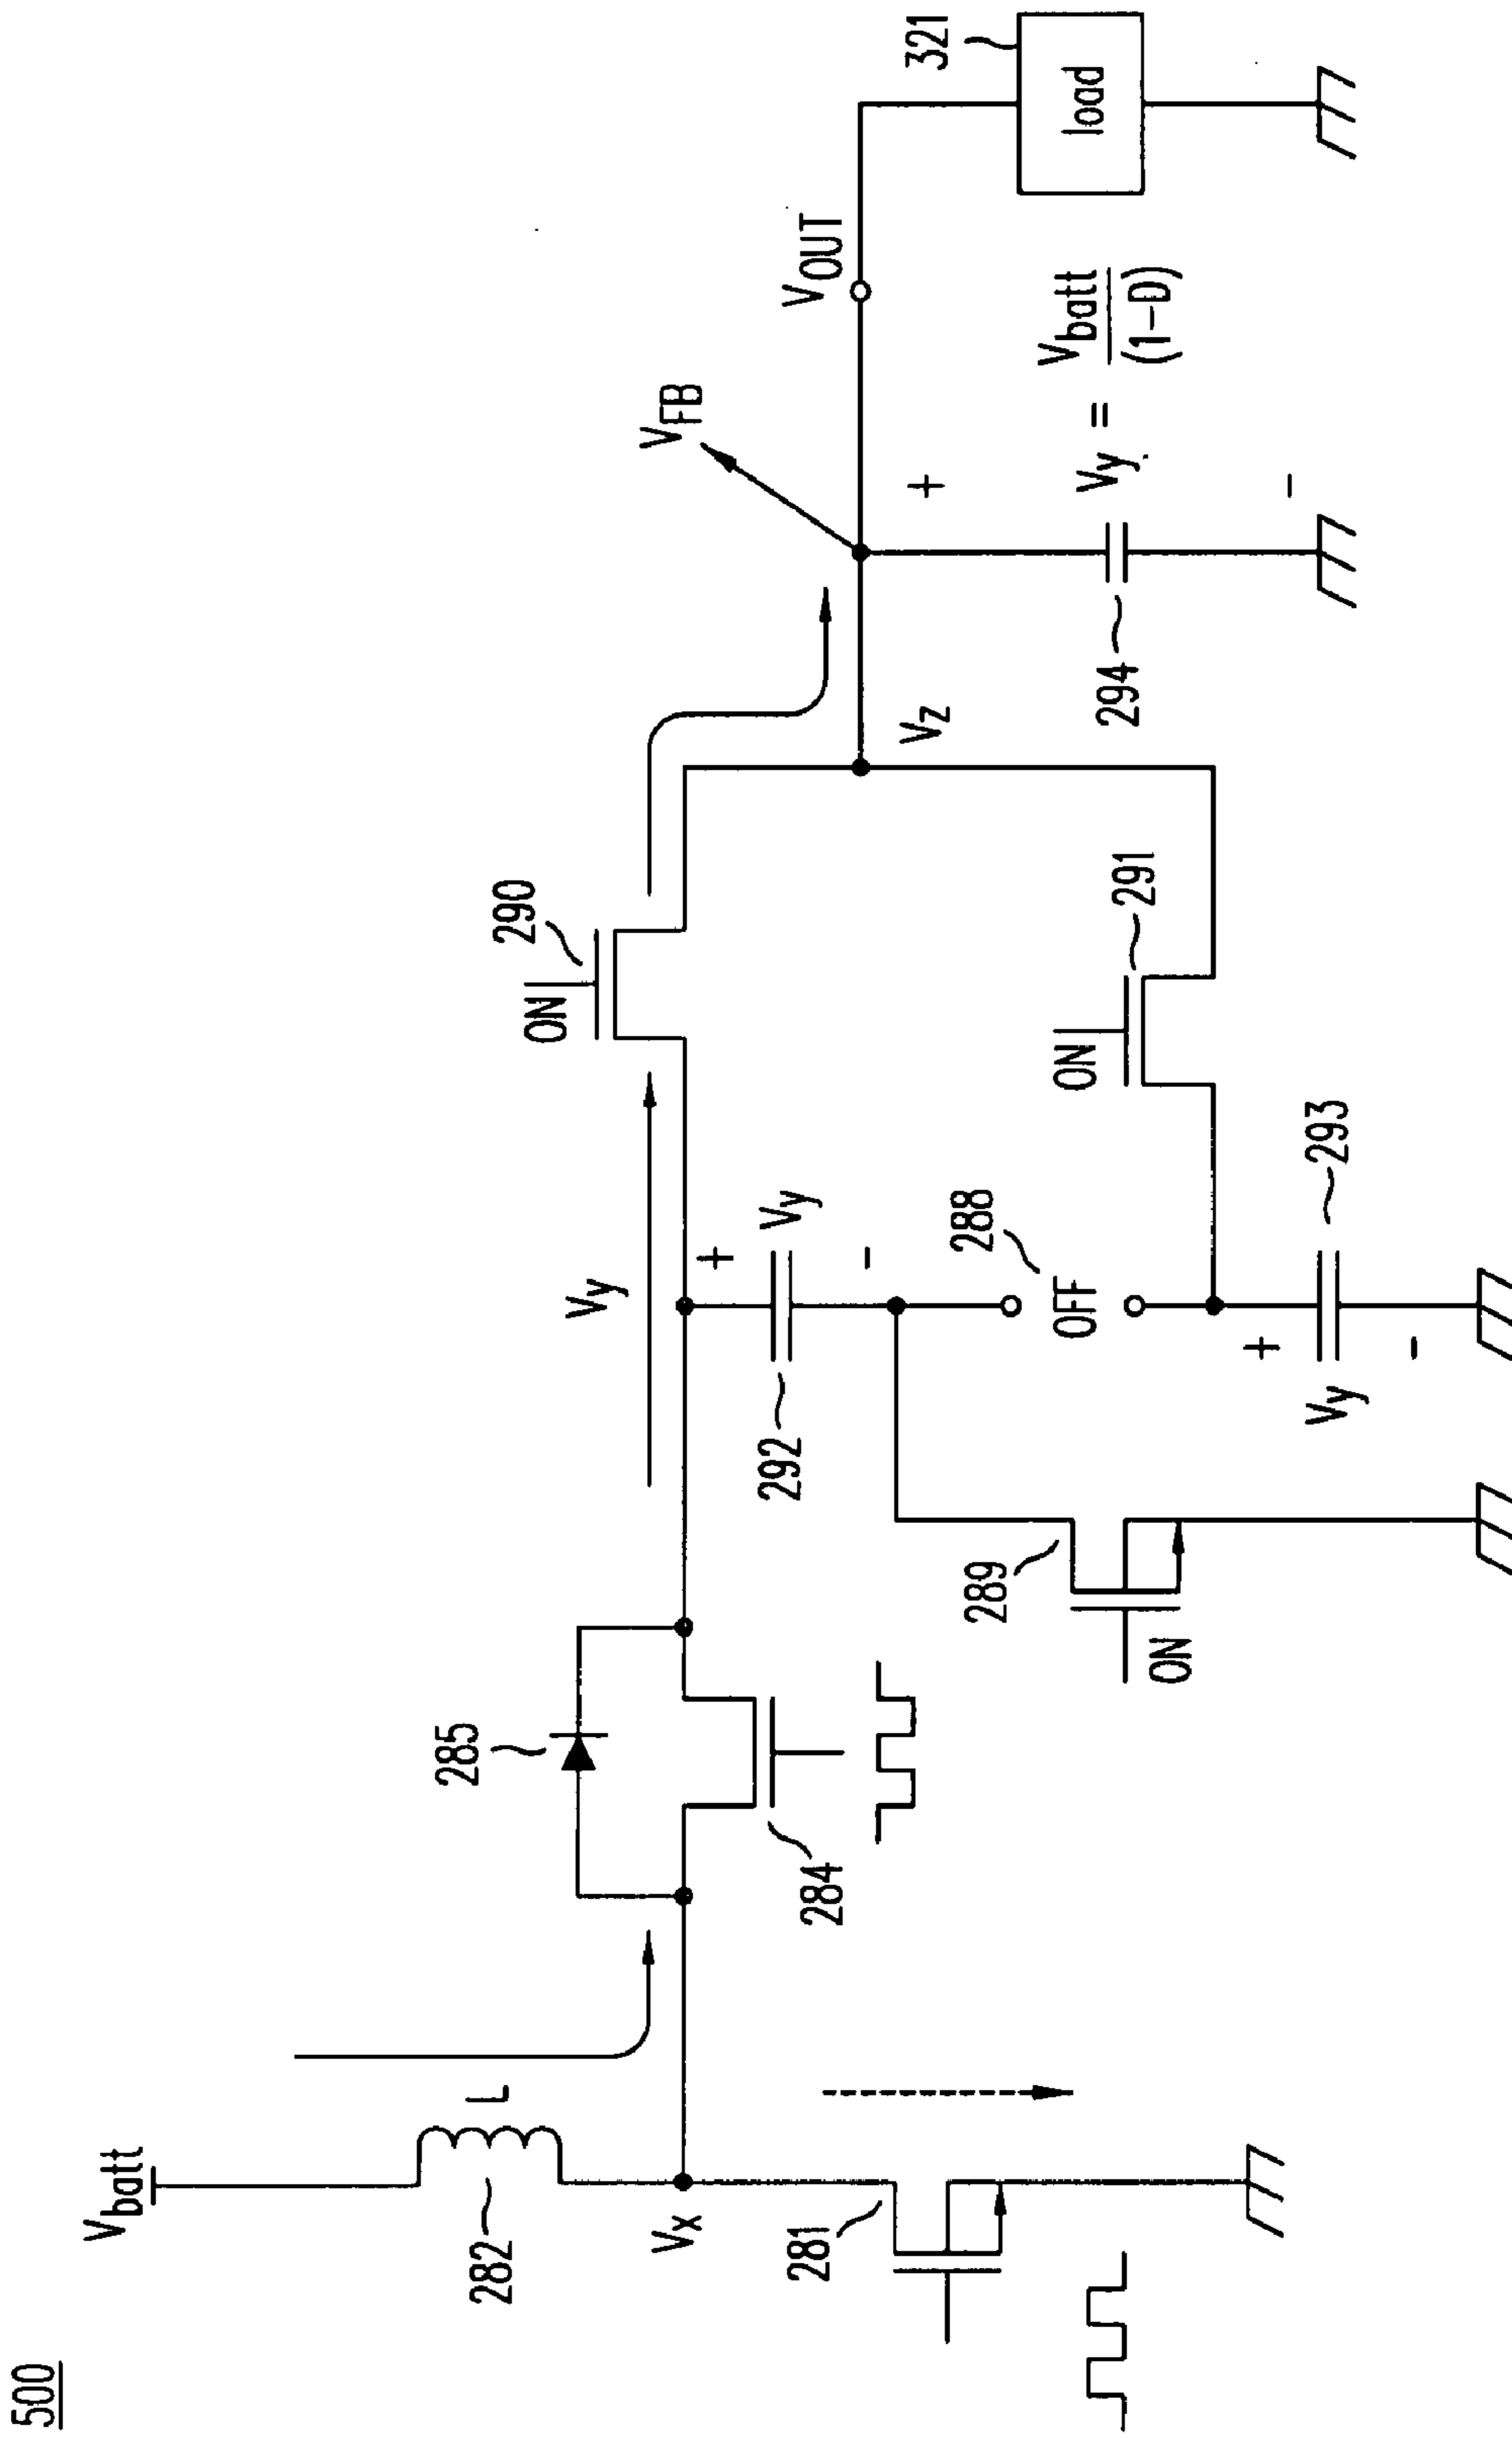 500
Vbatt
282
L
Vx
281
285
284
Vy
292
+
Vy
-
289
ON
288
OFF
+
Vy
-
293
290
ON
291
ON
Vz
VFB
VOUT
294
+
Vy = Vbatt
(1-D)
-
load
321